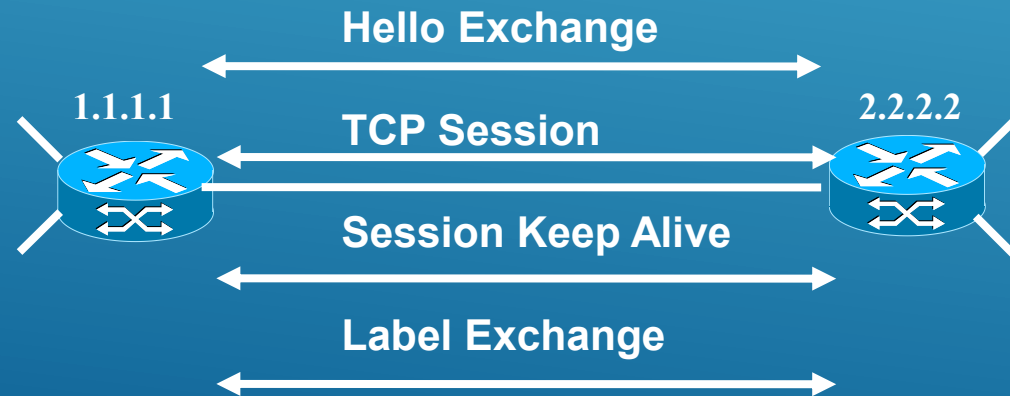 Hello Exchange
1.1.1.1
2.2.2.2
TCP Session
Session Keep Alive
Label Exchange